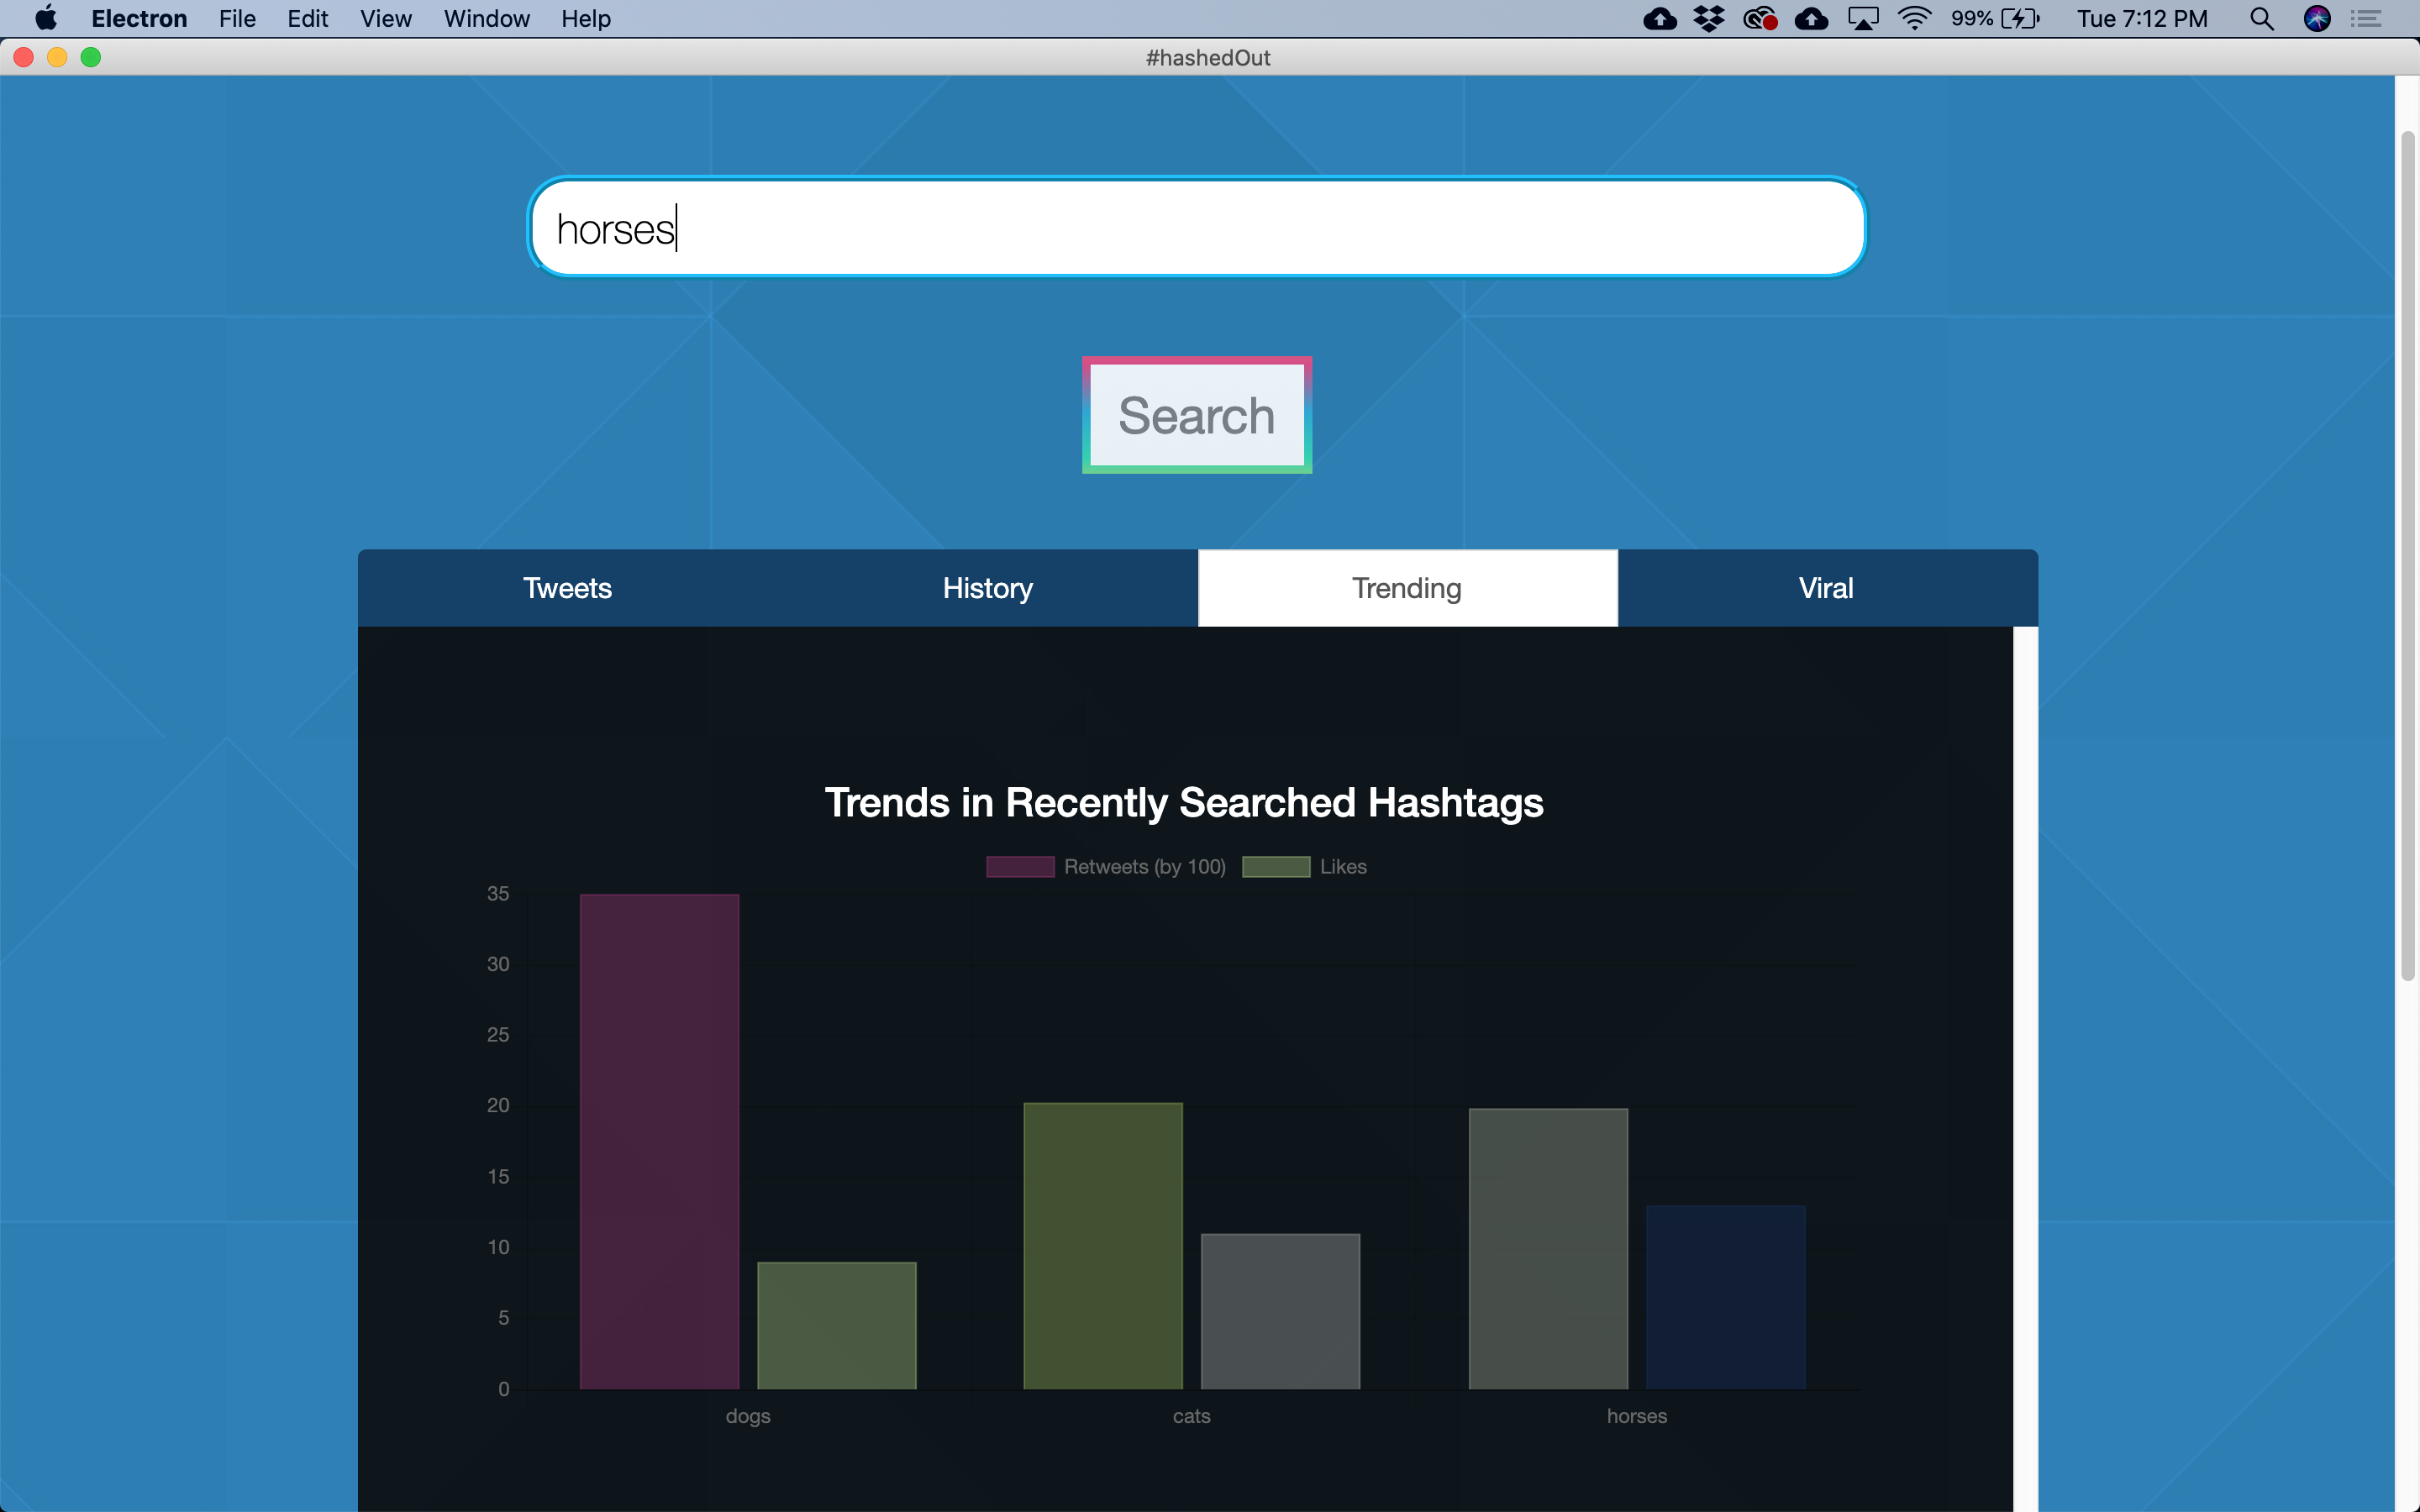 Electron File Edit View Window Help 99% Tue 7:12 PM
#hashedOut
horses
Search
Tweets History Trending Viral
Trends in Recently Searched Hashtags
Retweets (by 100) Likes
35
30
25
20
15
10
5
0
dogs cats horses